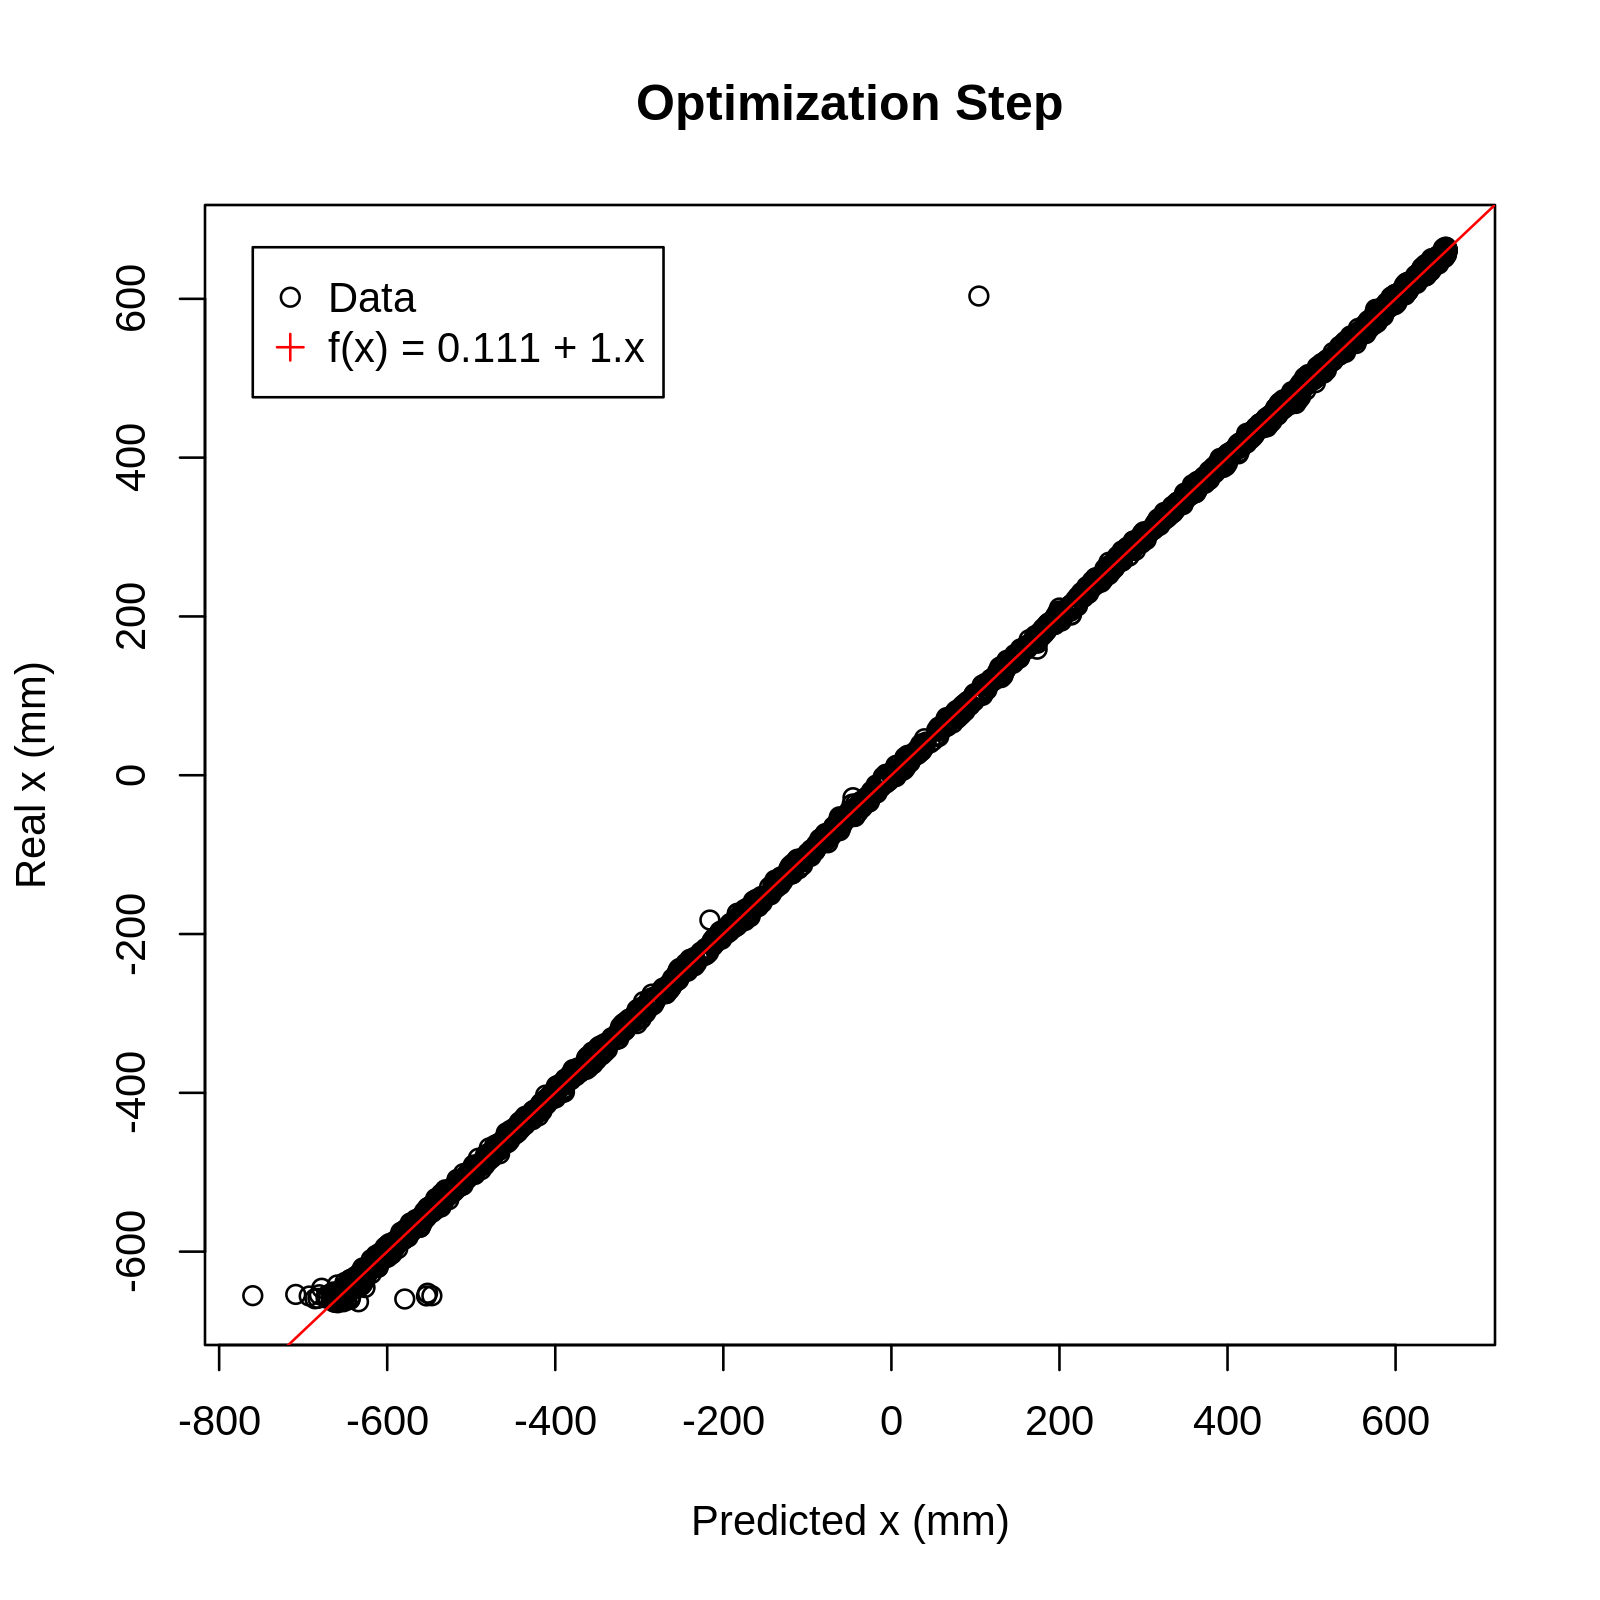 Optimization Step
Data
f(x) = 0.111 + 1.x
Real x (mm)
600
400
200
0
-200
-400
-600
-800 -600 -400 -200 0 200 400 600
Predicted x (mm)